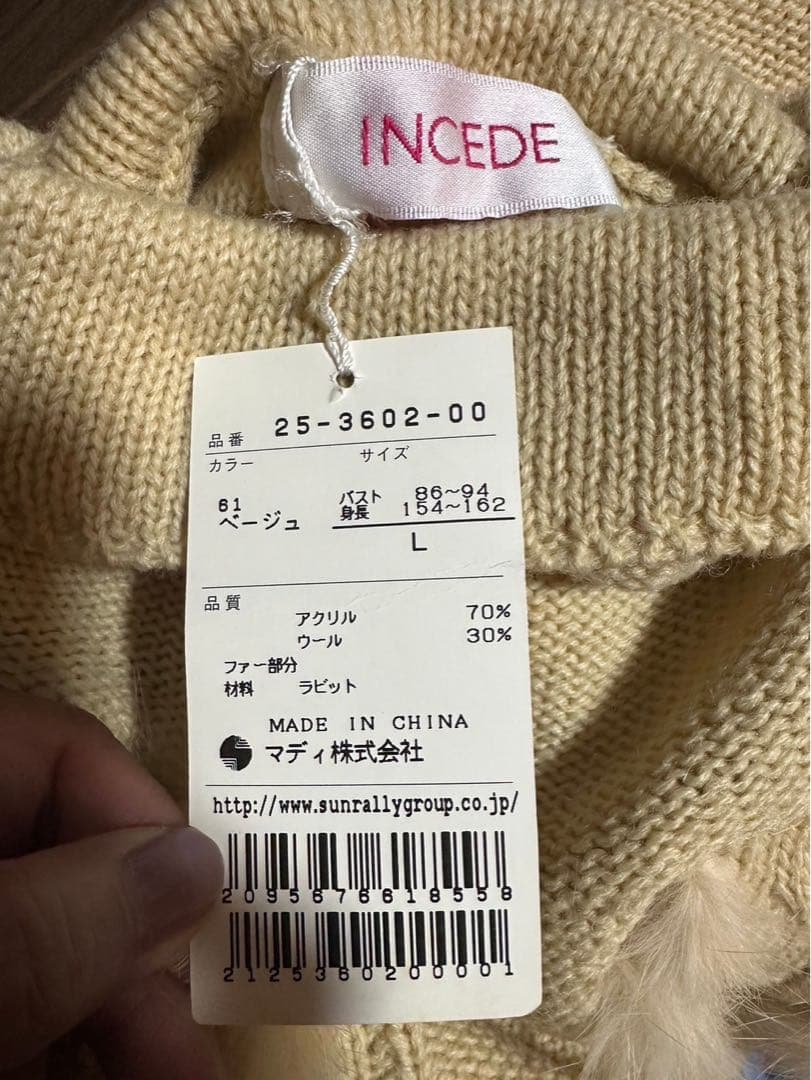 INCEDE
品番 25-3602-00
カラー サイズ
61 バスト 86~94
ベージュ 身長 154~162
L
品質
アクリル 70%
ウール 30%
ファー部分
材料 ラビット
MADE IN CHINA
マディ株式会社
http://www.sunrallygroup.co.jp/
2095676618558
2125360200001